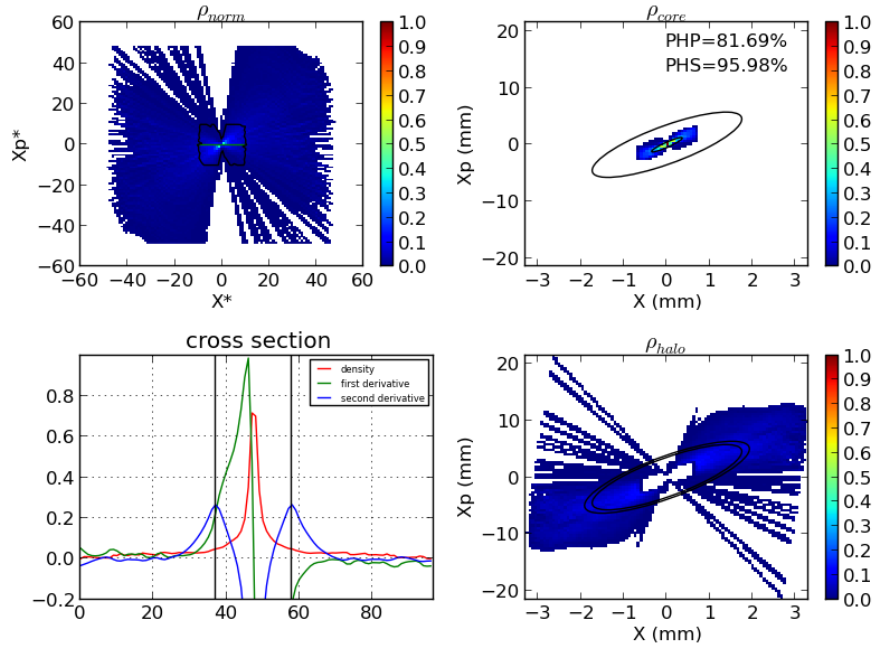 ρnorm
60
40
20
0
−20
−40
−60
Xp*
−60 −40 −20 0 20 40 60
X*
1.0
0.9
0.8
0.7
0.6
0.5
0.4
0.3
0.2
0.1
0.0
ρcore
PHP=81.69%
PHS=95.98%
20
10
0
−10
−20
Xp (mm)
−3 −2 −1 0 1 2 3
X (mm)
1.0
0.9
0.8
0.7
0.6
0.5
0.4
0.3
0.2
0.1
0.0
cross section
density
first derivative
second derivative
0.8
0.6
0.4
0.2
0.0
−0.2
0 20 40 60 80
ρhalo
20
10
0
−10
−20
Xp (mm)
−3 −2 −1 0 1 2 3
X (mm)
1.0
0.9
0.8
0.7
0.6
0.5
0.4
0.3
0.2
0.1
0.0